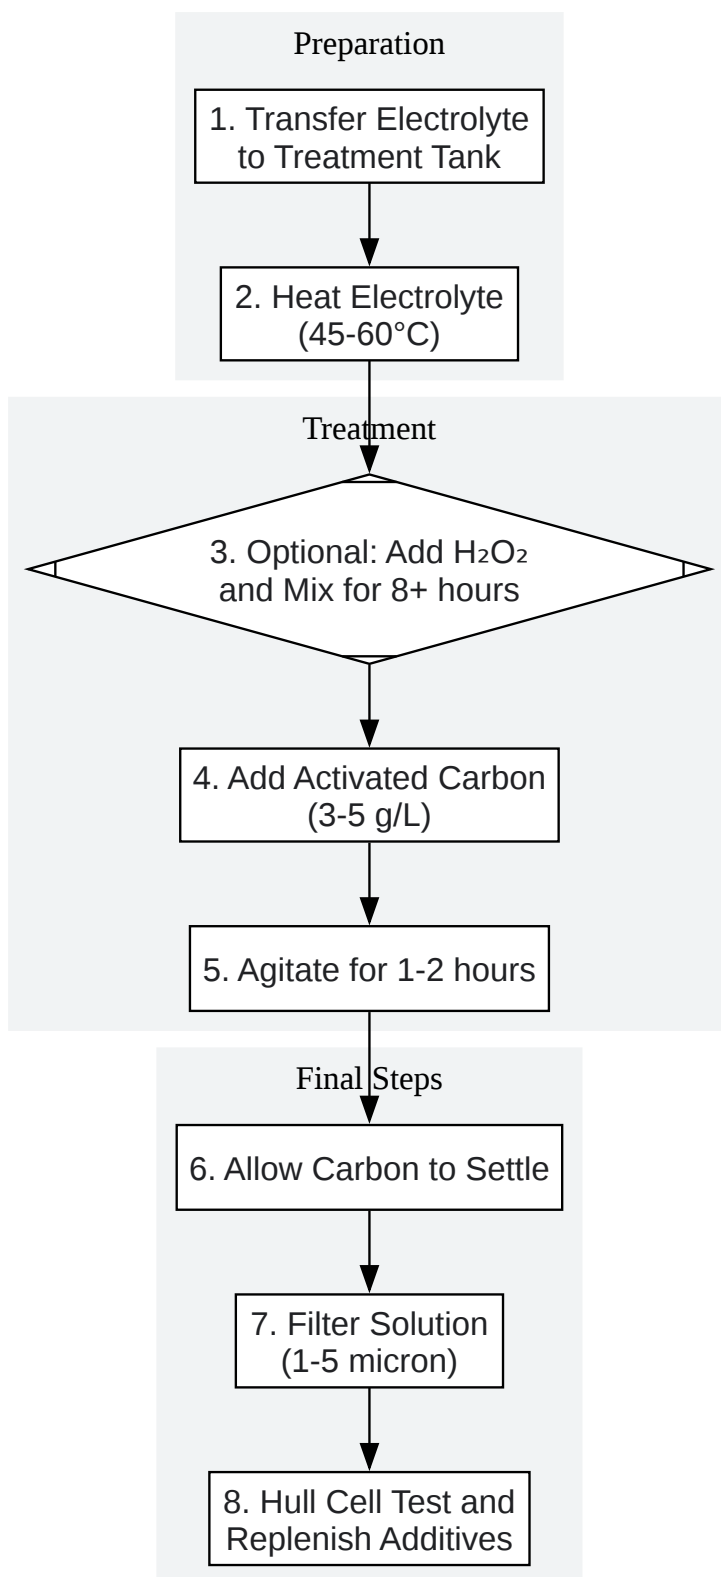 Preparation
1. Transfer Electrolyte
to Treatment Tank
2. Heat Electrolyte
(45-60°C)
Treatment
3. Optional: Add H₂O₂
and Mix for 8+ hours
4. Add Activated Carbon
(3-5 g/L)
5. Agitate for 1-2 hours
Final Steps
6. Allow Carbon to Settle
7. Filter Solution
(1-5 micron)
8. Hull Cell Test and
Replenish Additives